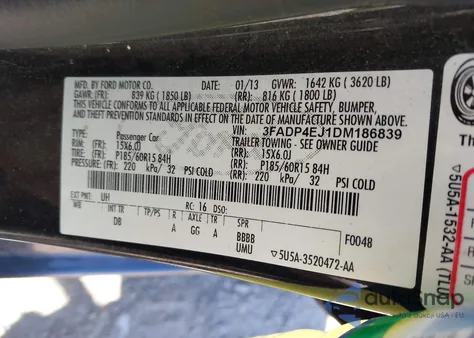 MFD. BY FORD MOTOR CO.
DATE: 01/13 GVWR: 1642 KG ( 3620 LB)
GAWR: (FR): 839 KG ( 1850 LB) (RR): 816 KG ( 1800 LB)
THIS VEHICLE CONFORMS TO ALL APPLICABLE FEDERAL MOTOR VEHICLE SAFETY, BUMPER,
AND THEFT PREVENTION STANDARDS IN EFFECT ON THE DATE OF MANUFACTURE SHOWN ABOVE.
VIN: 3FADP4EJ1DM186839
TYPE: Passenger Car TRAILER TOWING - SEE OWNER GUIDE
RIM: (FR): 15X6.0J (RR): 15X6.0J
TIRES: (FR): P185/60R15 84H (RR): P185/60R15 84H
PRESSURE: (FR): 220 kPa/ 32 PSI COLD (RR): 220 kPa/ 32 PSI COLD
EXT PNT: UH RC: 16 DSO:
WB INT TR TP/PS R AXLE TR SPR
DB A GG A BBBB F0048
UDMU ▽5U5A-3520472-AA
▽5U5A-1532-AA (7L0
autosnap